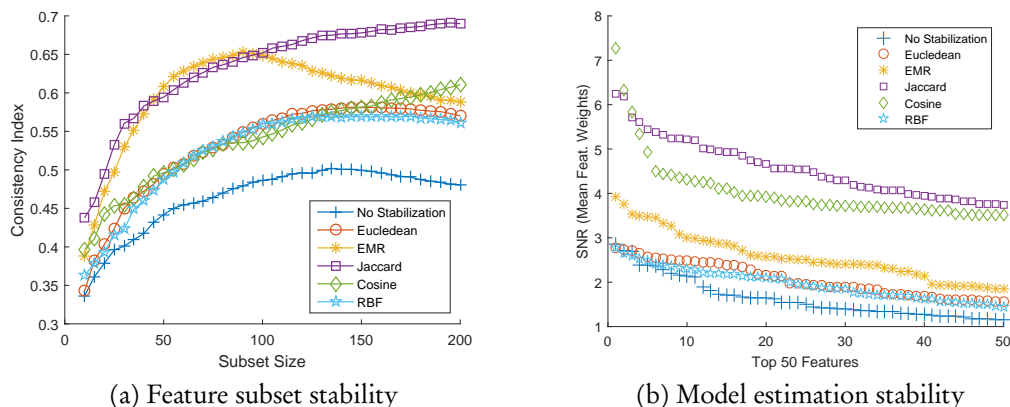 0.7
0.65
0.6
0.55
0.5
0.45
0.4
0.35
0.3
Consistency Index
0
50
100
150
200
Subset Size
No Stabilization
Eucledean
EMR
Jaccard
Cosine
RBF
(a) Feature subset stability
8
7
6
5
4
3
2
1
SNR (Mean Feat. Weights)
0
10
20
30
40
50
Top 50 Features
No Stabilization
Eucledean
EMR
Jaccard
Cosine
RBF
(b) Model estimation stability